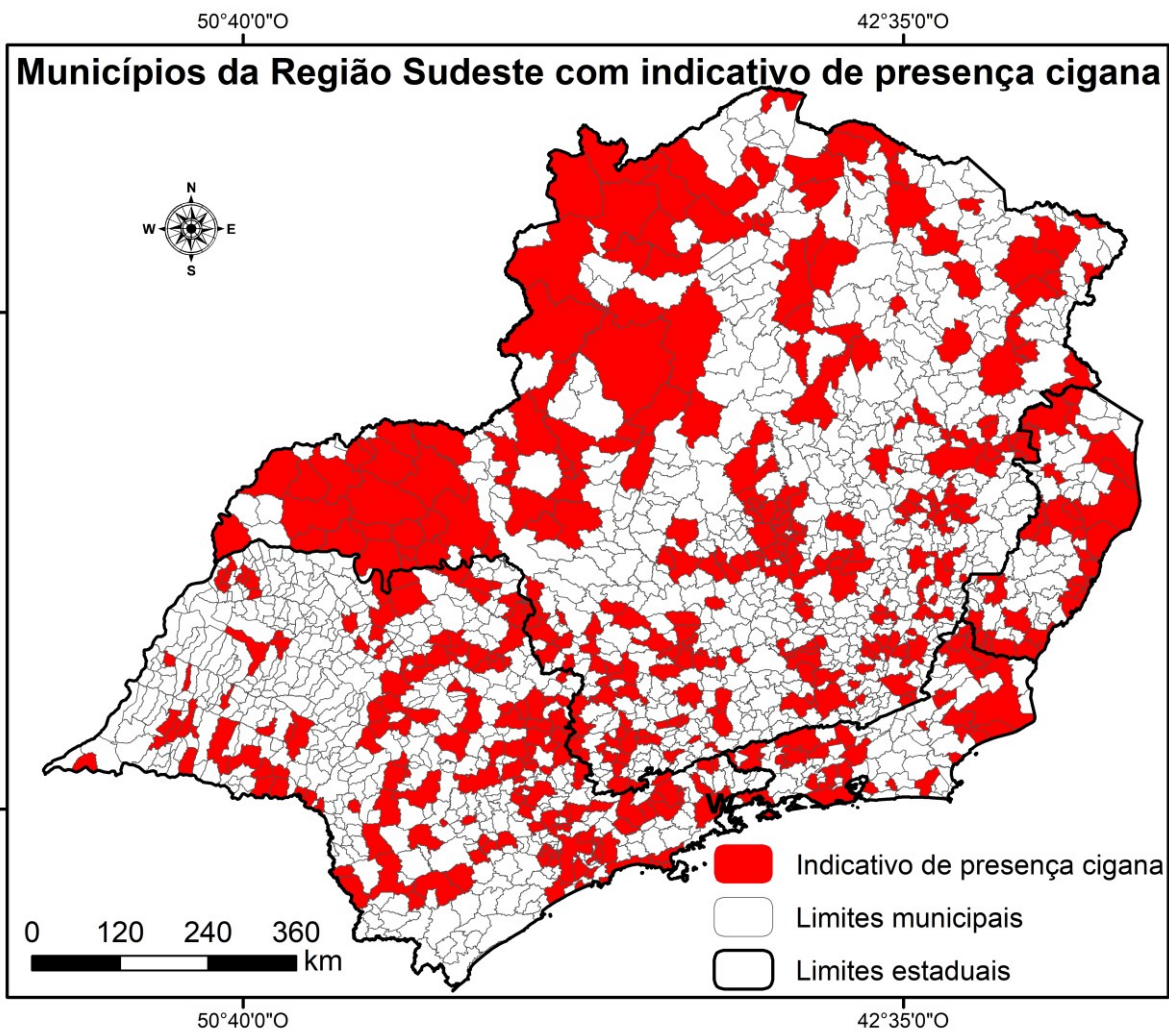 50°40'0"O 42°35'0"O
Municípios da Região Sudeste com indicativo de presença cigana
N
W E
S
Indicativo de presença cigana
Limites municipais
Limites estaduais
0 120 240 360
km
50°40'0"O 42°35'0"O